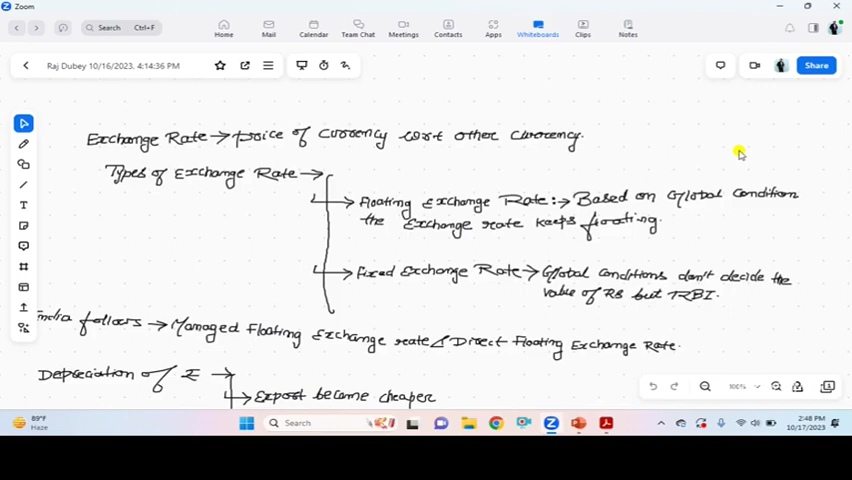 Zoom
Search Ctrl+F
Home
Mail
Calendar
Team Chat
Meetings
Contacts
Apps
Whiteboards
Clips
Notes
Raj Dubey 10/16/2023. 4:14:36 PM
Share
Exchange Rate → price of currency wrt other currency.
Types of Exchange Rate →
→ floating Exchange Rate: → Based on Global Condition
the Exchange rate keeps floating.
→ fixed Exchange Rate → Global conditions don't decide the
value of RS but RBI.
India follows → Managed floating Exchange rate Direct floating Exchange Rate.
Depreciation of ₹ →
→ Export became cheaper
100%
89°F
Haze
Search
2:48 PM
10/17/2023